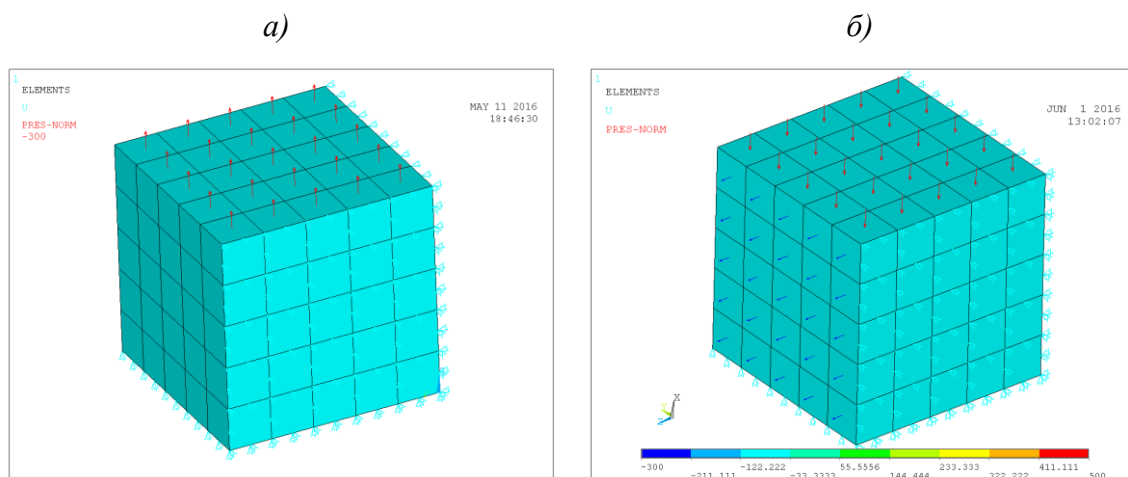 а)
б)
1
ELEMENTS
U
PRES-NORM
-300
MAY 11 2016
18:46:30
1
ELEMENTS
U
PRES-NORM
JUN 1 2016
13:02:07
X
Y
Z
-300 -122.222 55.5556 233.333 411.111
-211.111 -33.3333 144.444 322.222 500